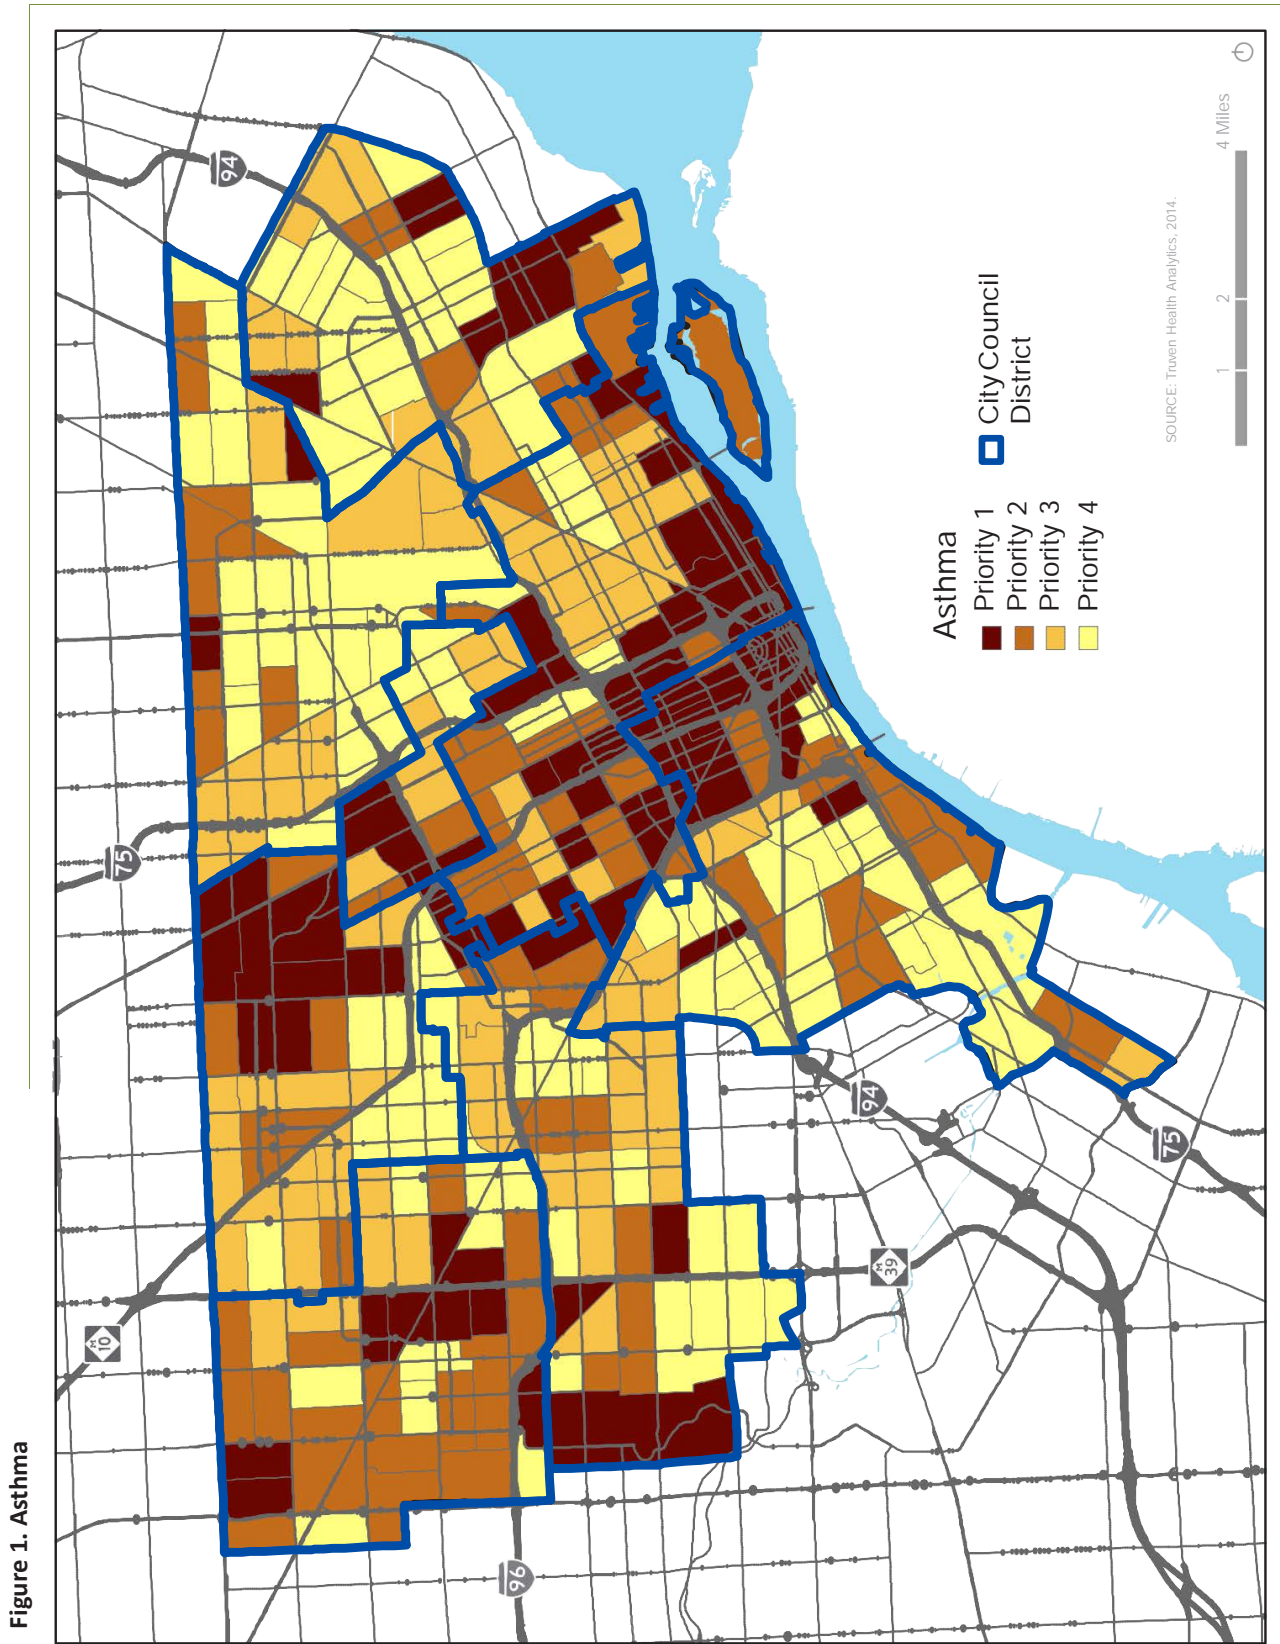 Figure 1. Asthma
94
75
M
10
96
94
75
M
39
Asthma
Priority 1
Priority 2
Priority 3
Priority 4
City Council
District
SOURCE: Truven Health Analytics, 2014.
1
2
4 Miles